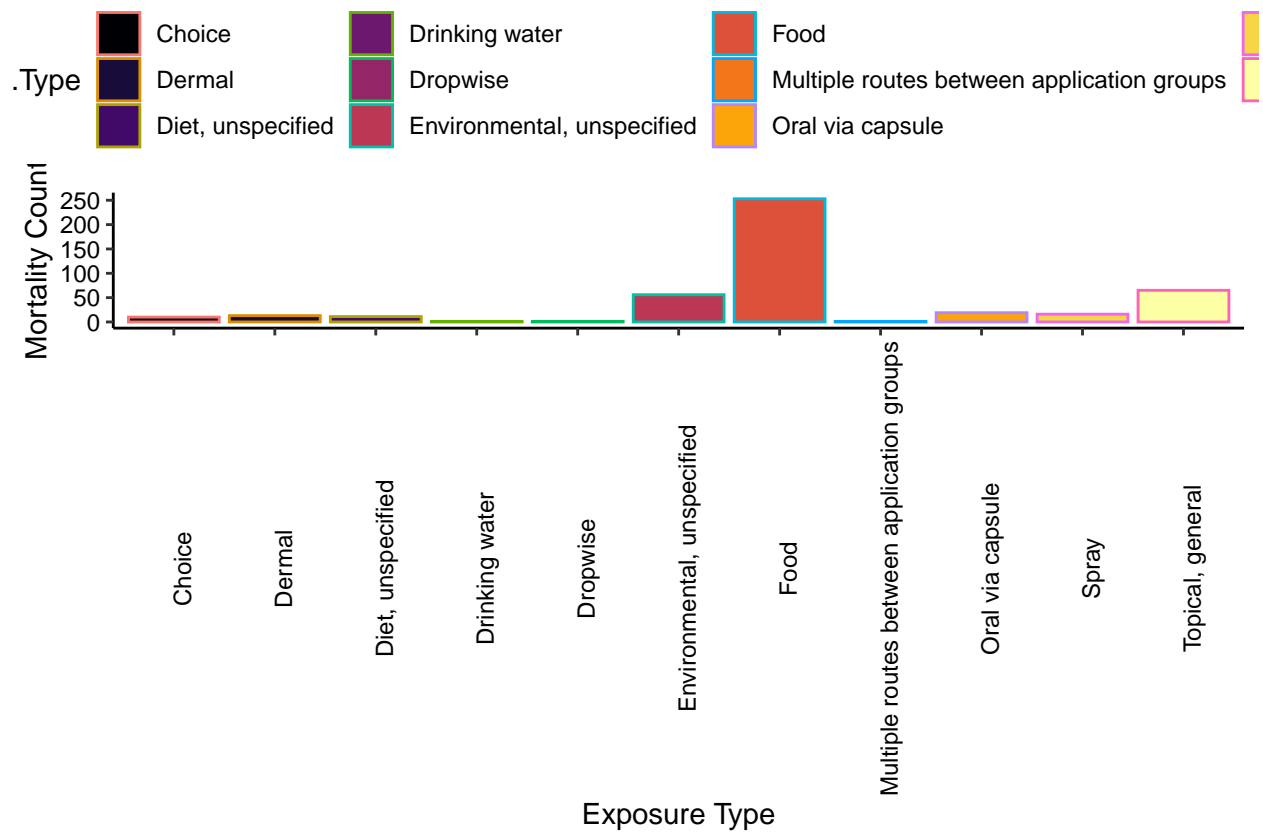 Choice
Drinking water
Food
.Type
Dermal
Dropwise
Multiple routes between application groups
Diet, unspecified
Environmental, unspecified
Oral via capsule
Mortality Count
250
200
150
100
50
0
Choice
Dermal
Diet, unspecified
Drinking water
Dropwise
Environmental, unspecified
Food
Multiple routes between application groups
Oral via capsule
Spray
Topical, general
Exposure Type